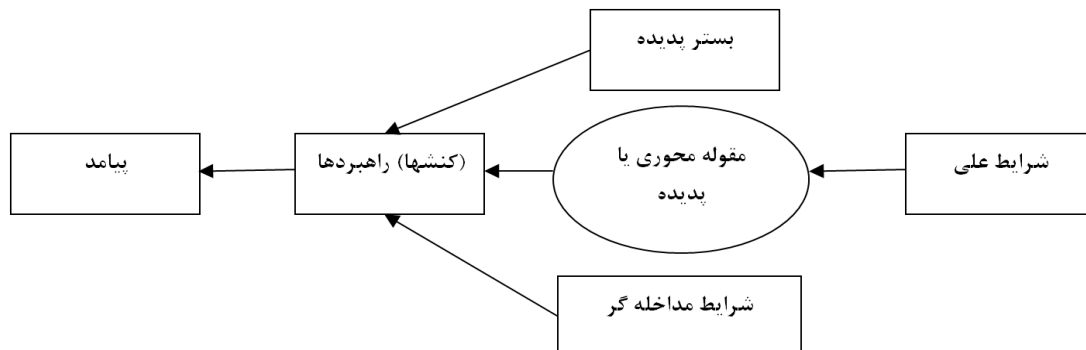 بستر پدیده
شرایط علی
مقوله محوری یا
پدیده
(کنشها) راهبردها
پیامد
شرایط مداخله گر